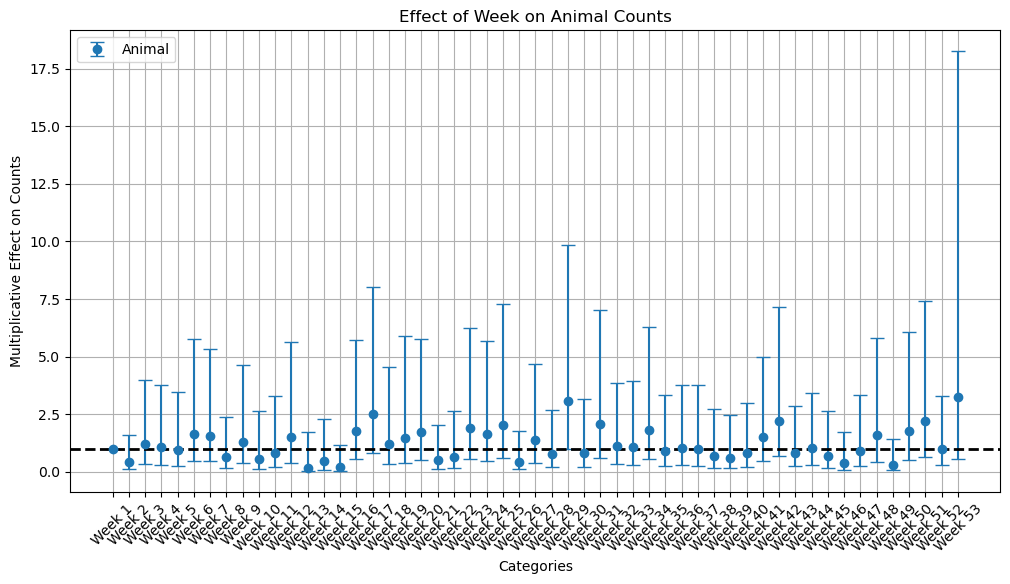 Effect of Week on Animal Counts
Animal
Multiplicative Effect on Counts
17.5
15.0
12.5
10.0
7.5
5.0
2.5
0.0
Week 1
Week 2
Week 3
Week 4
Week 5
Week 6
Week 7
Week 8
Week 9
Week 10
Week 11
Week 12
Week 13
Week 14
Week 15
Week 16
Week 17
Week 18
Week 19
Week 20
Week 21
Week 22
Week 23
Week 24
Week 25
Week 26
Week 27
Week 28
Week 29
Week 30
Week 31
Week 32
Week 33
Week 34
Week 35
Week 36
Week 37
Week 38
Week 39
Week 40
Week 41
Week 42
Week 43
Week 44
Week 45
Week 46
Week 47
Week 48
Week 49
Week 50
Week 51
Week 52
Week 53
Categories